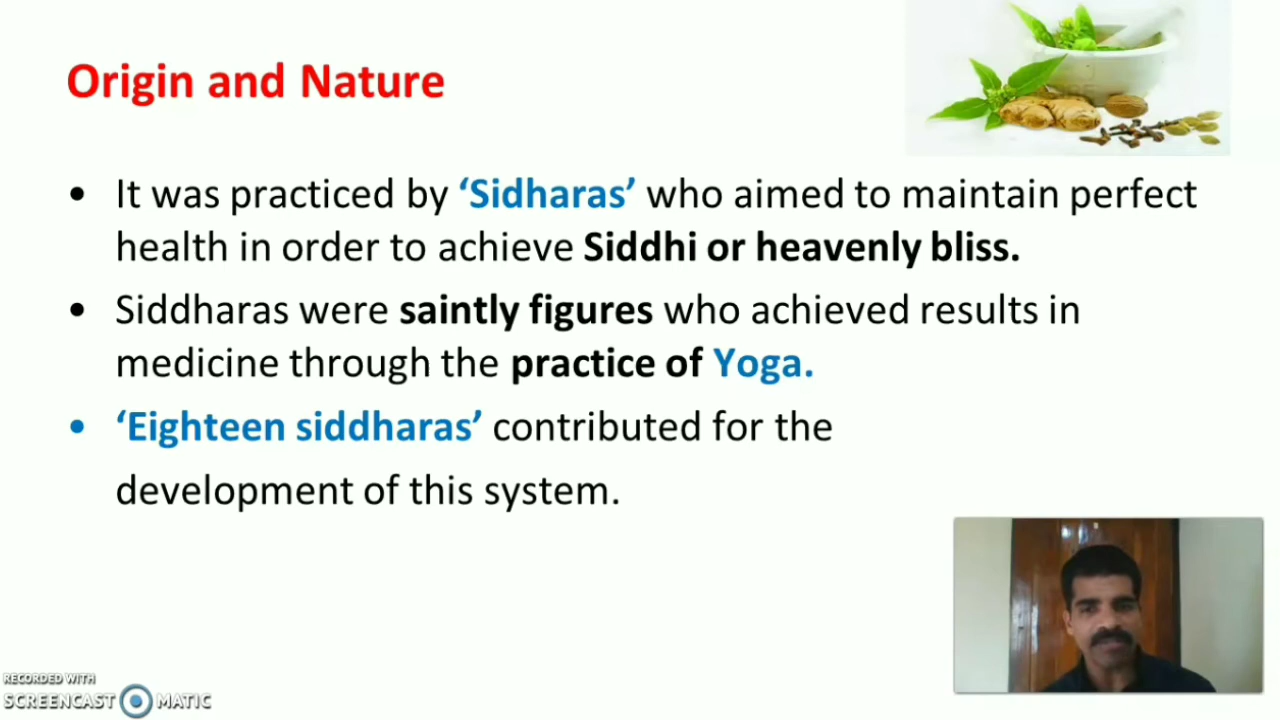 Origin and Nature
• It was practiced by ‘Sidharas’ who aimed to maintain perfect
health in order to achieve Siddhi or heavenly bliss.
• Siddharas were saintly figures who achieved results in
medicine through the practice of Yoga.
• ‘Eighteen siddharas’ contributed for the
development of this system.
RECORDED WITH
SCREENCAST MATIC